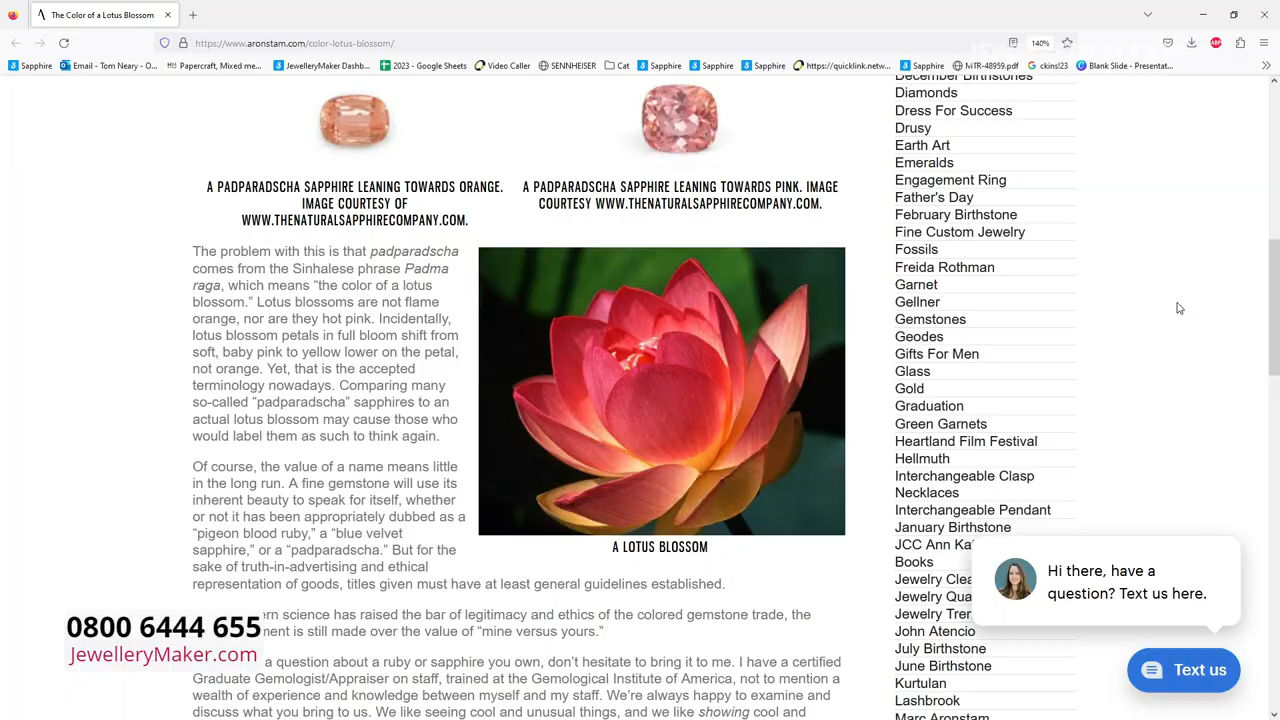 The Color of a Lotus Blossom
https://www.aronstam.com/color-lotus-blossom/
140%
Sapphire
Email - Tom Neary - O...
Papercraft, Mixed me...
JewelleryMaker Dashb...
2023 - Google Sheets
Video Caller
SENNHEISER
Cat
Sapphire
Sapphire
Sapphire
https://quicklink.netw...
Sapphire
MTR-48959.pdf
ckins!23
Blank Slide - Presentat...
A PADPARADSCHA SAPPHIRE LEANING TOWARDS ORANGE.
IMAGE COURTESY OF
WWW.THENATURALSAPPHIRECOMPANY.COM.
A PADPARADSCHA SAPPHIRE LEANING TOWARDS PINK. IMAGE
COURTESY WWW.THENATURALSAPPHIRECOMPANY.COM.
The problem with this is that padparadscha
comes from the Sinhalese phrase Padma
raga, which means “the color of a lotus
blossom.” Lotus blossoms are not flame
orange, nor are they hot pink. Incidentally,
lotus blossom petals in full bloom shift from
soft, baby pink to yellow lower on the petal,
not orange. Yet, that is the accepted
terminology nowadays. Comparing many
so-called “padparadscha” sapphires to an
actual lotus blossom may cause those who
would label them as such to think again.
Of course, the value of a name means little
in the long run. A fine gemstone will use its
inherent beauty to speak for itself, whether
or not it has been appropriately dubbed as a
“pigeon blood ruby,” a “blue velvet
sapphire,” or a “padparadscha.” But for the
sake of truth-in-advertising and ethical
representation of goods, titles given must have at least general guidelines established.
A LOTUS BLOSSOM
ern science has raised the bar of legitimacy and ethics of the colored gemstone trade, the
nent is still made over the value of “mine versus yours.”
a question about a ruby or sapphire you own, don’t hesitate to bring it to me. I have a certified
Graduate Gemologist/Appraiser on staff, trained at the Gemological Institute of America, not to mention a
wealth of experience and knowledge between myself and my staff. We’re always happy to examine and
discuss what you bring to us. We like seeing cool and unusual things, and we like showing cool and
0800 6444 655
JewelleryMaker.com
December Birthstones
Diamonds
Dress For Success
Drusy
Earth Art
Emeralds
Engagement Ring
Father's Day
February Birthstone
Fine Custom Jewelry
Fossils
Freida Rothman
Garnet
Gellner
Gemstones
Geodes
Gifts For Men
Glass
Gold
Graduation
Green Garnets
Heartland Film Festival
Hellmuth
Interchangeable Clasp
Necklaces
Interchangeable Pendant
January Birthstone
JCC Ann Ka
Books
Jewelry Clea
Jewelry Qua
Jewelry Tre
John Atencio
July Birthstone
June Birthstone
Kurtulan
Lashbrook
Marc Aronstam
Hi there, have a
question? Text us here.
Text us